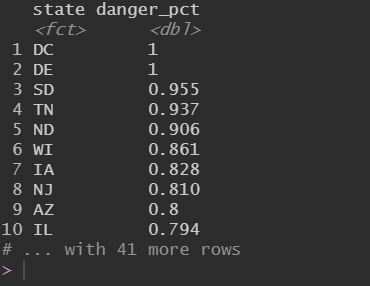 state danger_pct
<fct> <dbl>
1 DC 1
2 DE 1
3 SD 0.955
4 TN 0.937
5 ND 0.906
6 WI 0.861
7 IA 0.828
8 NJ 0.810
9 AZ 0.8
10 IL 0.794
# ... with 41 more rows
>